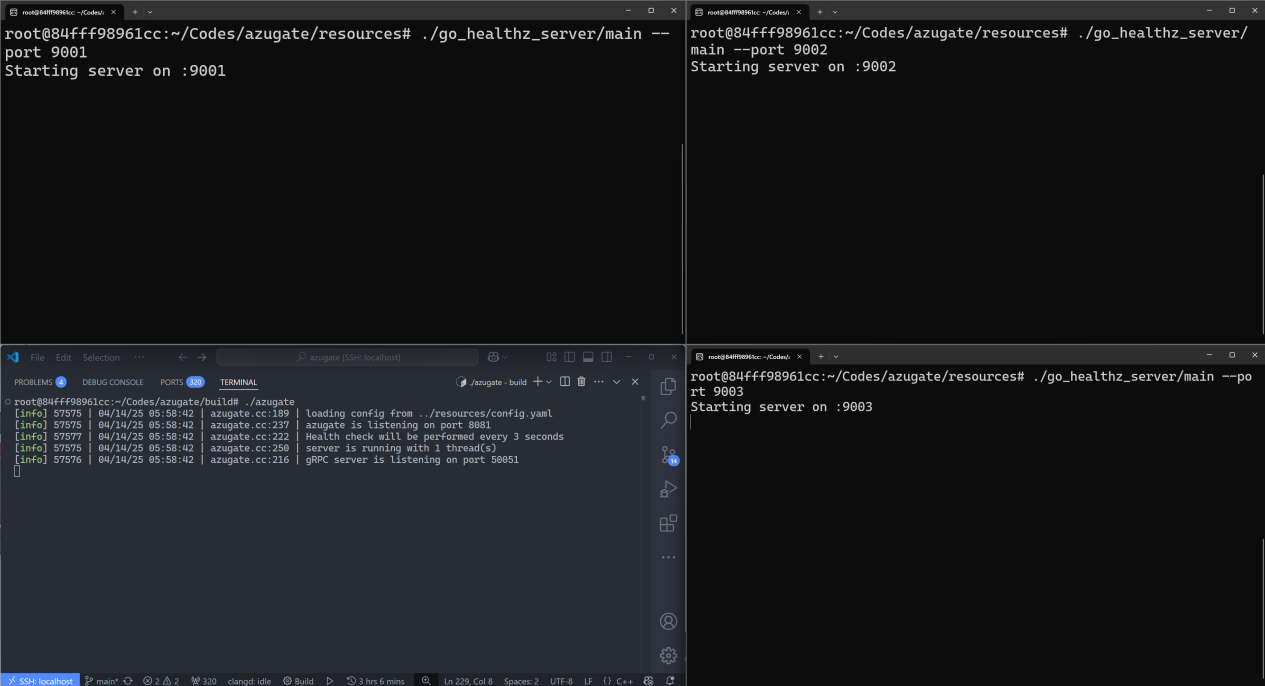 root@84fff98961cc: ~/Codes/a
root@84fff98961cc:~/Codes/azugate/resources# ./go_healthz_server/main --
port 9001
Starting server on :9001
root@84fff98961cc: ~/Codes/a
root@84fff98961cc:~/Codes/azugate/resources# ./go_healthz_server/
main --port 9002
Starting server on :9002
File Edit Selection ···
azugate [SSH: localhost]
PROBLEMS 4 DEBUG CONSOLE PORTS 320 TERMINAL
./azugate - build
root@84fff98961cc:~/Codes/azugate/build# ./azugate
[info] 57575 | 04/14/25 05:58:42 | azugate.cc:189 | loading config from ../resources/config.yaml
[info] 57575 | 04/14/25 05:58:42 | azugate.cc:237 | azugate is listening on port 8081
[info] 57577 | 04/14/25 05:58:42 | azugate.cc:222 | Health check will be performed every 3 seconds
[info] 57575 | 04/14/25 05:58:42 | azugate.cc:250 | server is running with 1 thread(s)
[info] 57576 | 04/14/25 05:58:42 | azugate.cc:216 | gRPC server is listening on port 50051
14
SSH: localhost main* 2 2 320 clangd: idle Build 3 hrs 6 mins Ln 229, Col 8 Spaces: 2 UTF-8 LF {} C++
root@84fff98961cc: ~/Codes/a
root@84fff98961cc:~/Codes/azugate/resources# ./go_healthz_server/main --po
rt 9003
Starting server on :9003